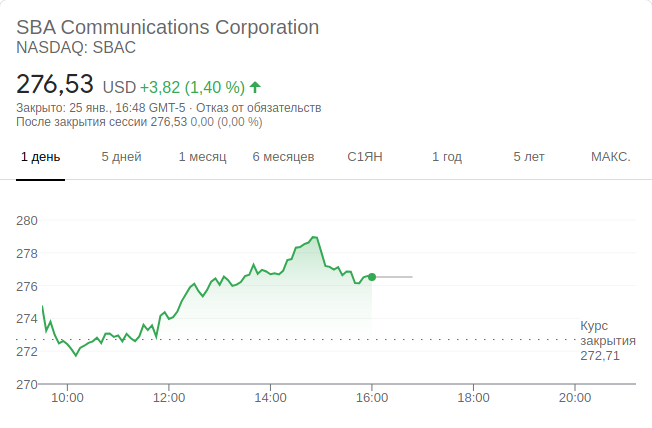 SBA Communications Corporation
NASDAQ: SBAC
276,53 USD +3,82 (1,40 %)
Закрыто: 25 янв., 16:48 GMT-5 · Отказ от обязательств
После закрытия сессии 276,53 0,00 (0,00 %)
1 день 5 дней 1 месяц 6 месяцев С1ЯН 1 год 5 лет МАКС.
280
278
276
274
272
270
Курс
закрытия
272,71
10:00 12:00 14:00 16:00 18:00 20:00